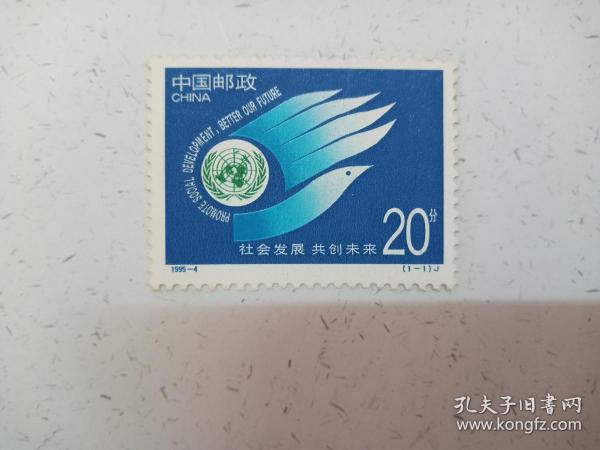 中国邮政
CHINA
PROMOTE SOCIAL DEVELOPMENT, BETTER OUR FUTURE
社会发展 共创未来
20分
1995-4
(1-1)J
孔夫子旧書网
www.kongfz.com